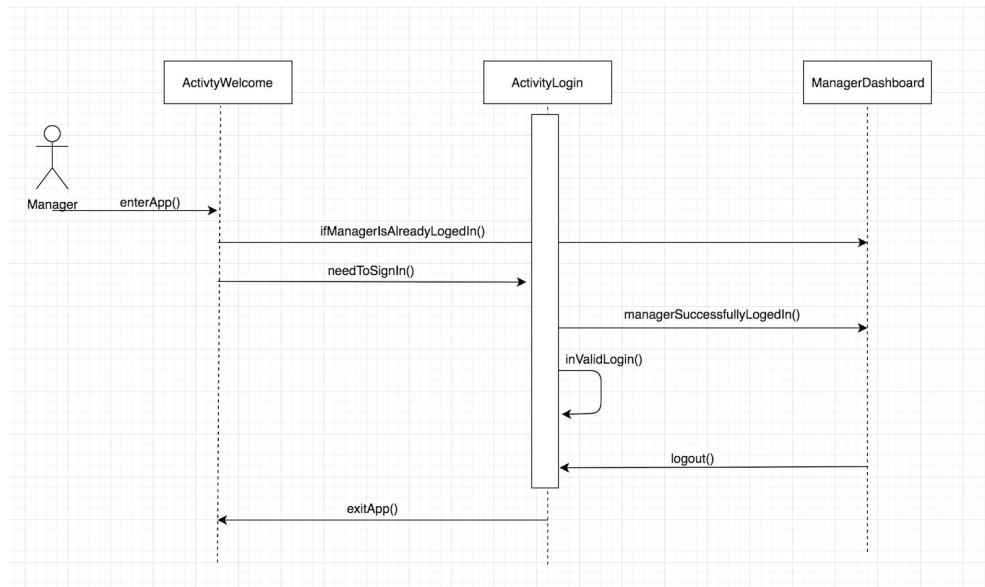 ActivtyWelcome
ActivityLogin
ManagerDashboard
Manager
enterApp()
ifManagerIsAlreadyLogedIn()
needToSignIn()
managerSuccessfullyLogedIn()
inValidLogin()
logout()
exitApp()